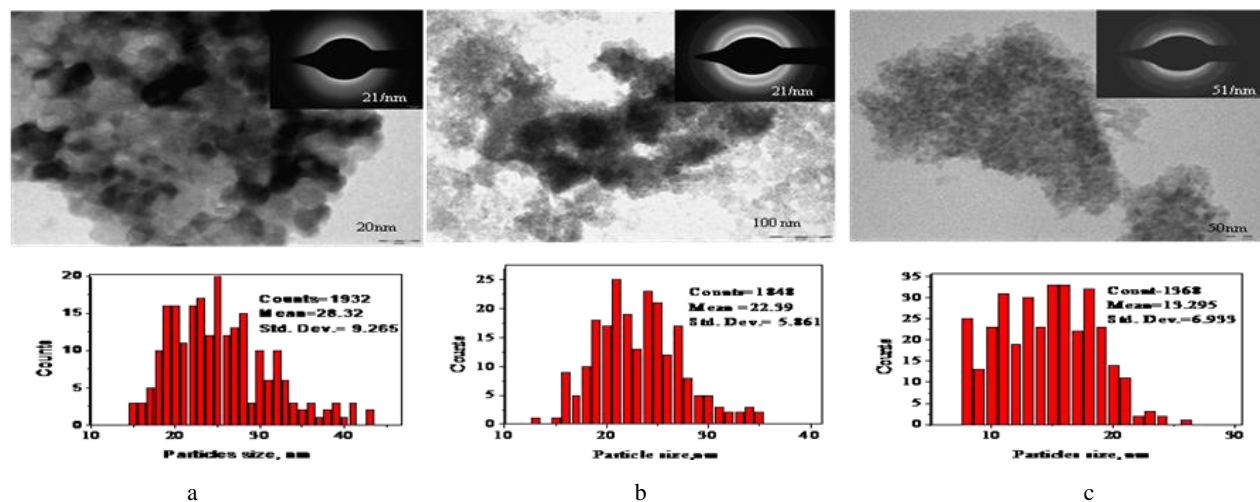 21/nm
20nm
21/nm
100 nm
51/nm
50nm
20
15
10
5
0
10
20
30
40
Counts
Counts=1932
Mean=28.32
Std. Dev.= 9.265
Particles size, nm
25
20
15
10
5
0
10
20
30
40
Counts
Counts=1848
Mean =22.39
Std. Dev.= 5.861
Particle size,nm
35
30
25
20
15
10
5
0
10
20
30
Counts
Count-1368
Mean=13.295
Std. Dev.=6.933
Particles size, nm
a
b
c